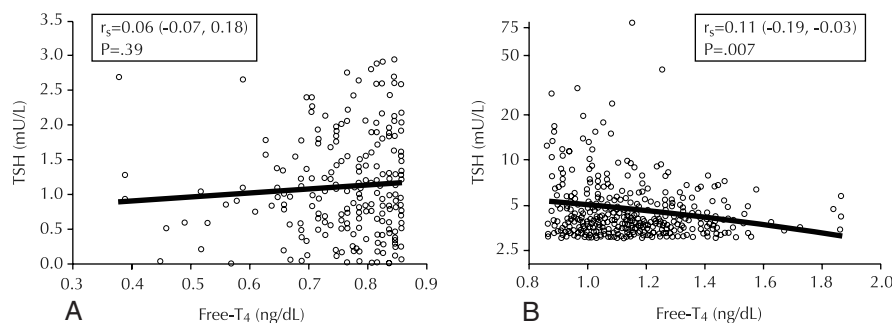 rs=0.06 (-0.07, 0.18)
P=.39
TSH (mU/L)
3.5
3.0
2.5
2.0
1.5
1.0
0.5
0.0
0.3 0.4 0.5 0.6 0.7 0.8 0.9
A Free-T4 (ng/dL)
rs=0.11 (-0.19, -0.03)
P=.007
TSH (mU/L)
75
50
20
10
5
2.5
0.8 1.0 1.2 1.4 1.6 1.8 2.0
B Free-T4 (ng/dL)